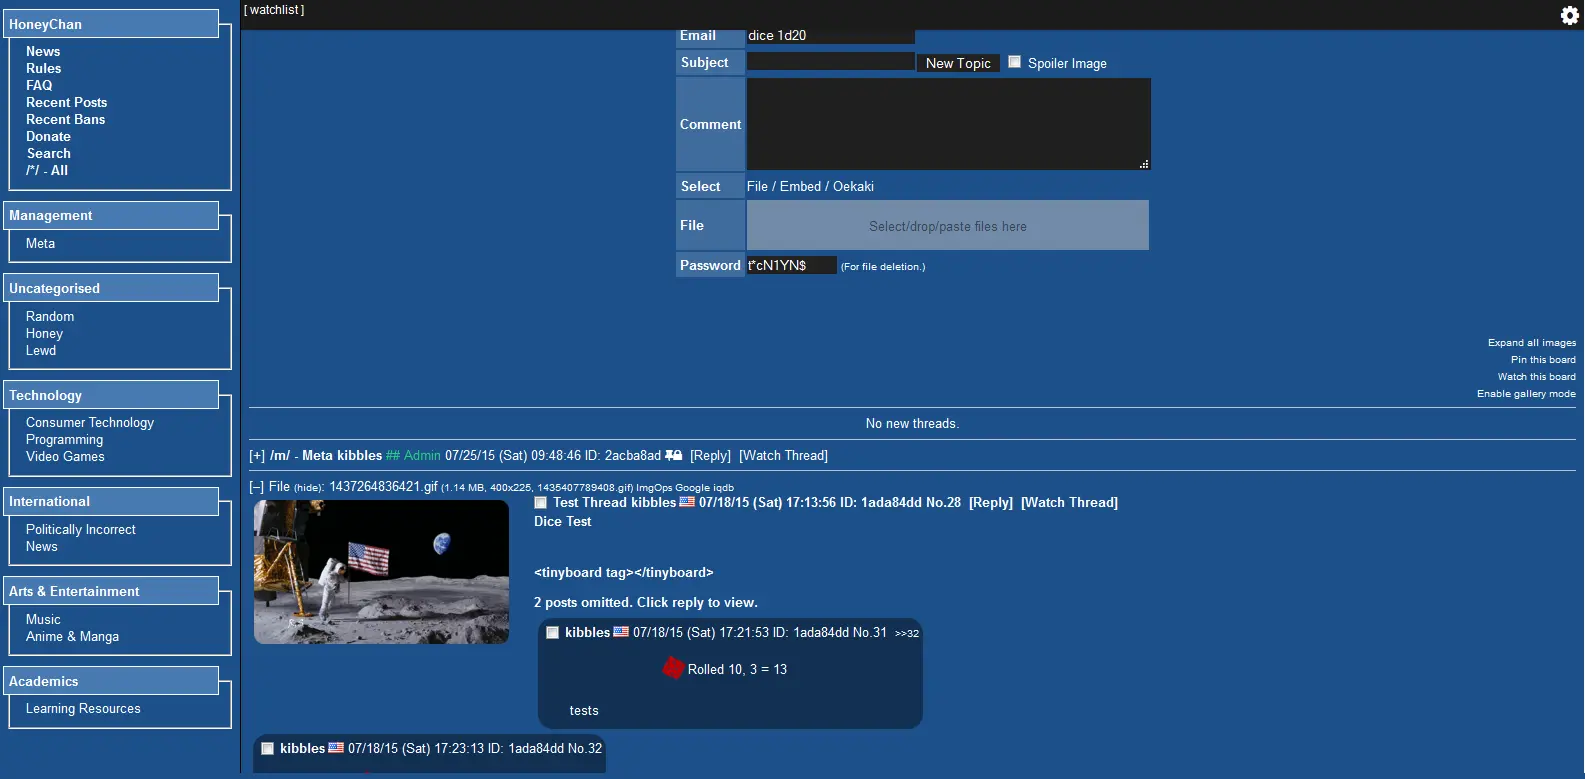 HoneyChan
News
Rules
FAQ
Recent Posts
Recent Bans
Donate
Search
/*/ - All
Management
Meta
Uncategorised
Random
Honey
Lewd
Technology
Consumer Technology
Programming
Video Games
International
Politically Incorrect
News
Arts & Entertainment
Music
Anime & Manga
Academics
Learning Resources
[ watchlist ]
Email dice 1d20
Subject New Topic Spoiler Image
Comment
Select File / Embed / Oekaki
File Select/drop/paste files here
Password t*cN1YN$ (For file deletion.)
Expand all images
Pin this board
Watch this board
Enable gallery mode
No new threads.
[+] /m/ - Meta kibbles ## Admin 07/25/15 (Sat) 09:48:46 ID: 2acba8ad [Reply] [Watch Thread]
[–] File (hide): 1437264836421.gif (1.14 MB, 400x225, 1435407789408.gif) ImgOps Google iqdb
Test Thread kibbles 07/18/15 (Sat) 17:13:56 ID: 1ada84dd No.28 [Reply] [Watch Thread]
Dice Test
<tinyboard tag></tinyboard>
2 posts omitted. Click reply to view.
kibbles 07/18/15 (Sat) 17:21:53 ID: 1ada84dd No.31 >>32
Rolled 10, 3 = 13
tests
kibbles 07/18/15 (Sat) 17:23:13 ID: 1ada84dd No.32